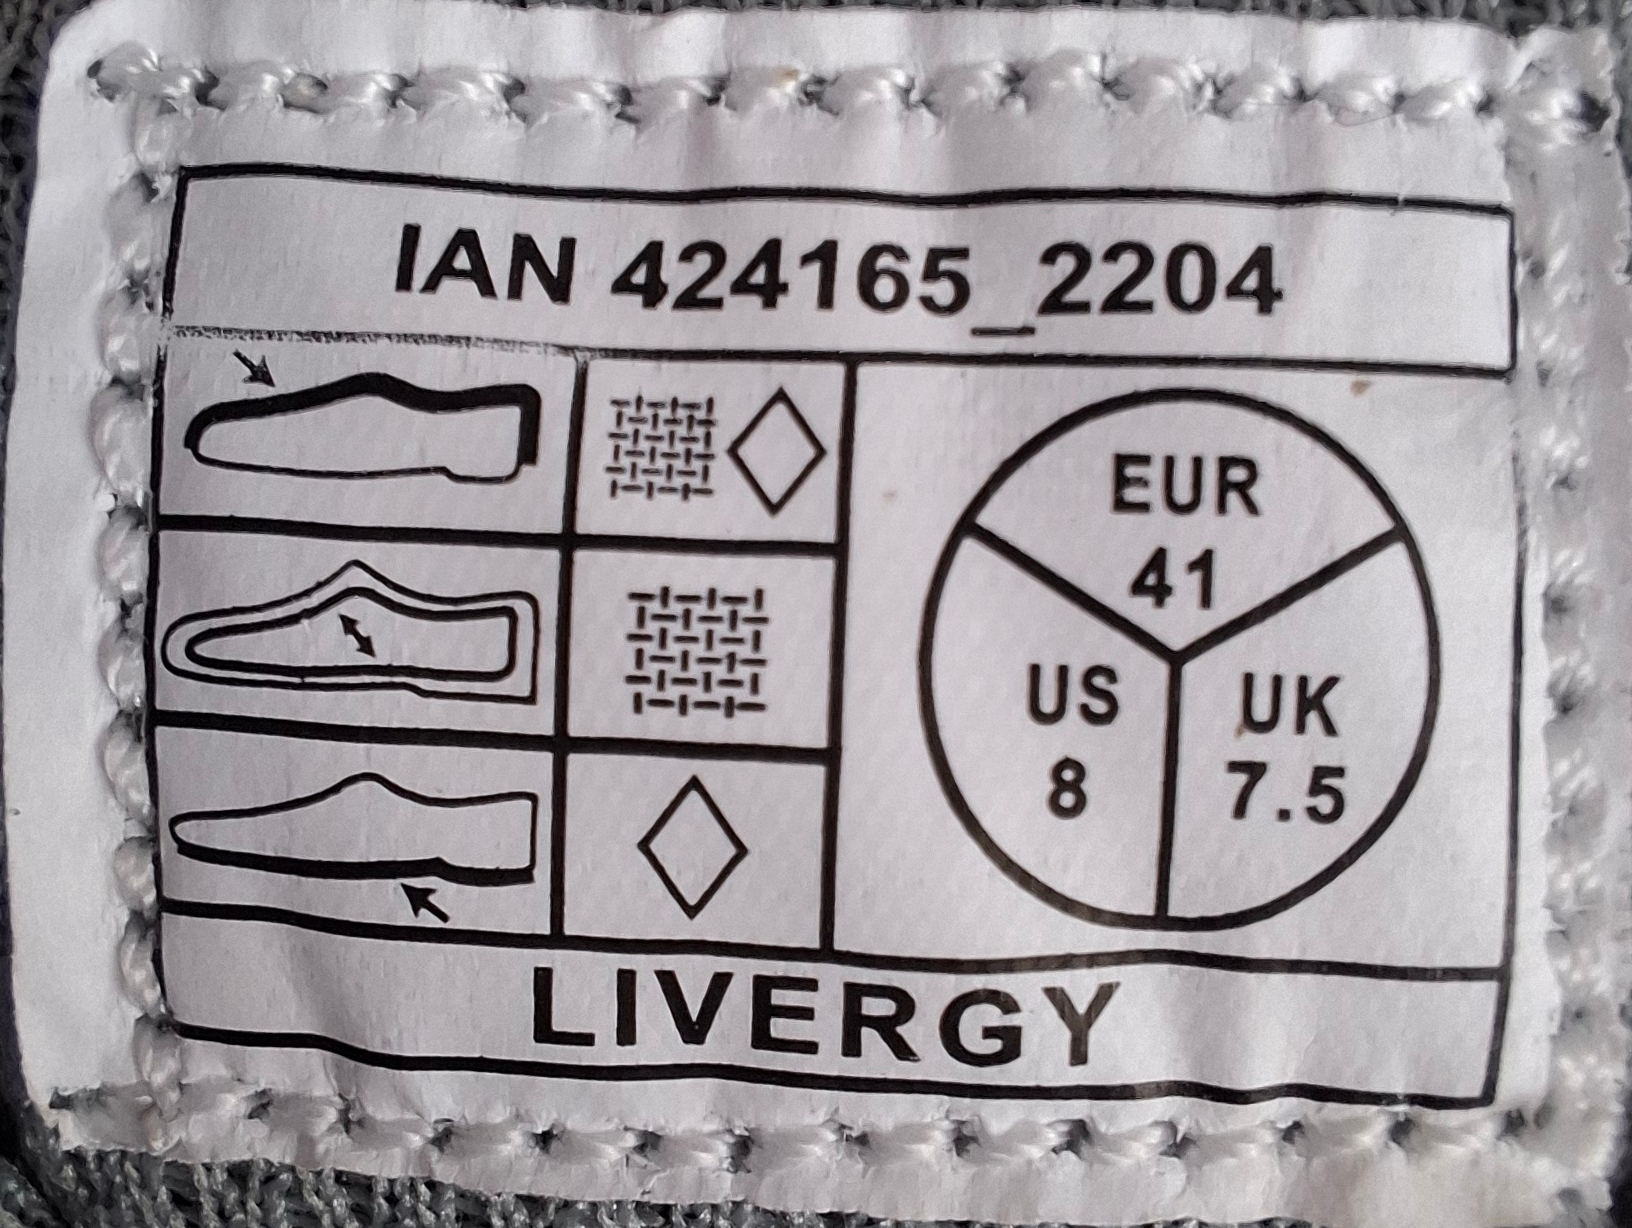 IAN 424165_2204
EUR
41
US
8
UK
7.5
LIVERGY